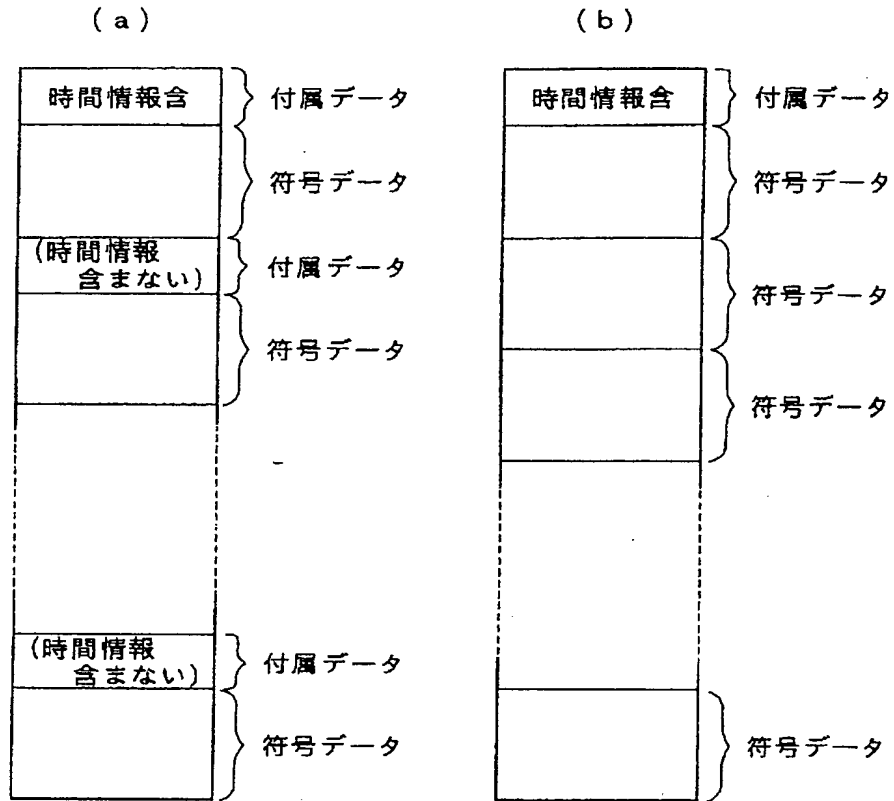 (a)
時間情報含
付属データ
符号データ
(時間情報
含まない)
付属データ
符号データ
(時間情報
含まない)
付属データ
符号データ
(b)
時間情報含
付属データ
符号データ
符号データ
符号データ
符号データ